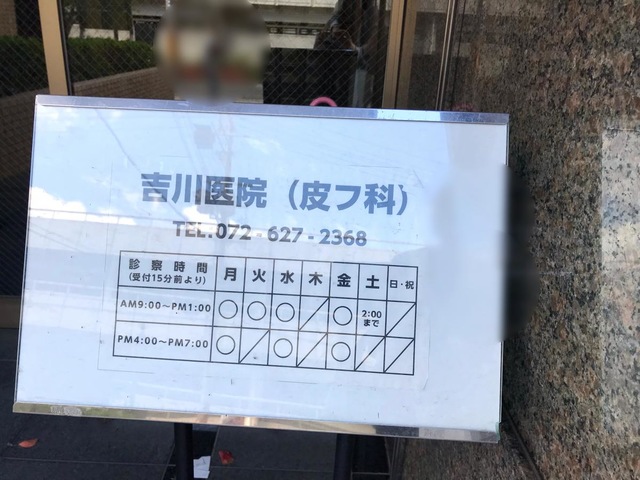 吉川医院（皮フ科）
TEL.072-627-2368
診察時間 月 火 水 木 金 土 日・祝
(受付15分前より)
AM9:00〜PM1:00 ○ ○ ○ ／ ○ 2:00まで ／
PM4:00〜PM7:00 ○ ／ ○ ／ ○ ／ ／